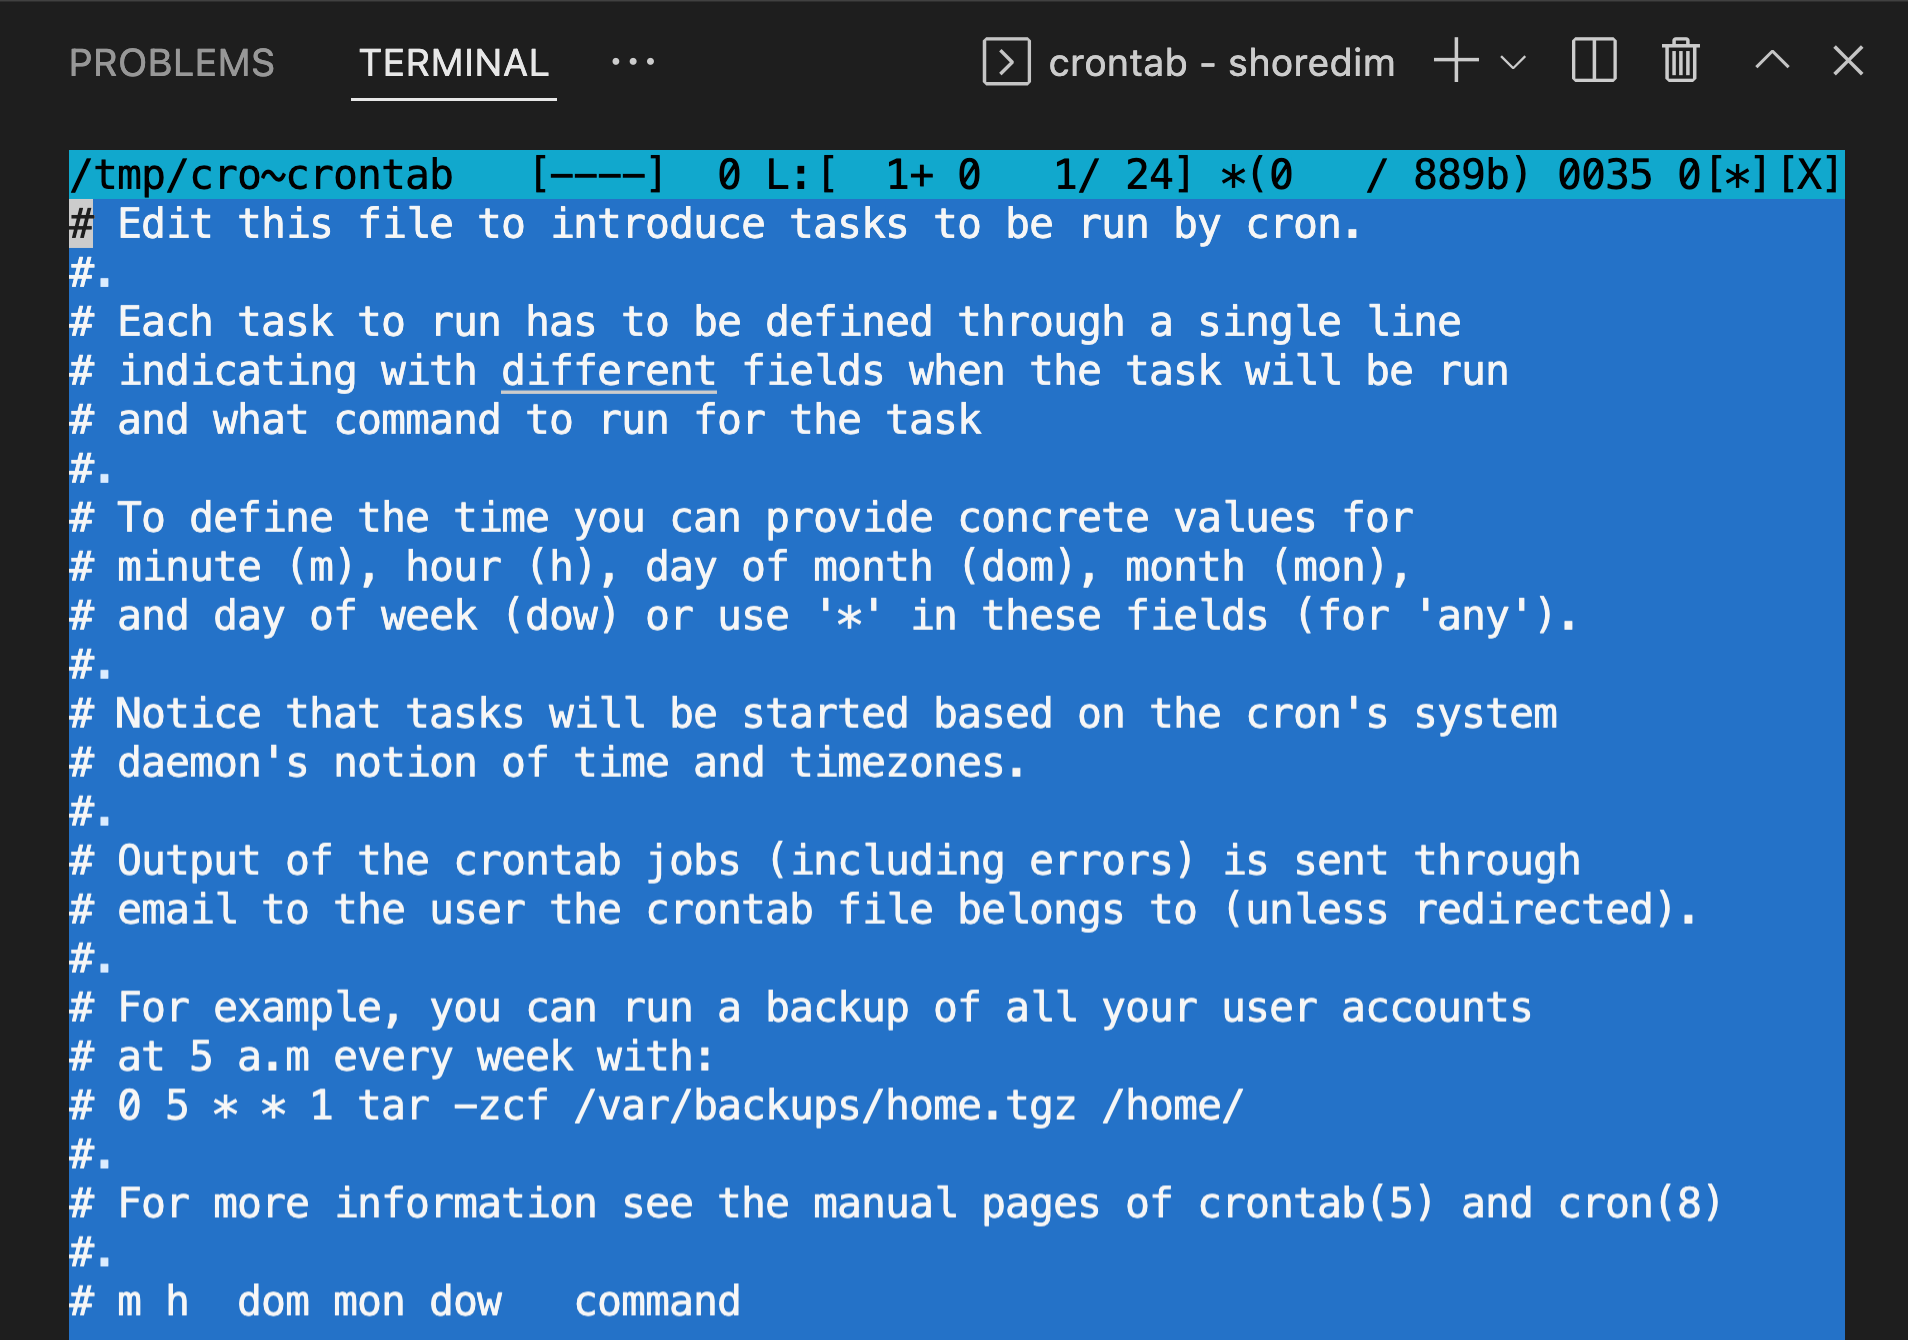 PROBLEMS TERMINAL ··· crontab - shoredim
/tmp/cro~crontab [----] 0 L:[ 1+ 0 1/ 24] *(0 / 889b) 0035 0[*][X]
# Edit this file to introduce tasks to be run by cron.
#.
# Each task to run has to be defined through a single line
# indicating with different fields when the task will be run
# and what command to run for the task
#.
# To define the time you can provide concrete values for
# minute (m), hour (h), day of month (dom), month (mon),
# and day of week (dow) or use '*' in these fields (for 'any').
#.
# Notice that tasks will be started based on the cron's system
# daemon's notion of time and timezones.
#.
# Output of the crontab jobs (including errors) is sent through
# email to the user the crontab file belongs to (unless redirected).
#.
# For example, you can run a backup of all your user accounts
# at 5 a.m every week with:
# 0 5 * * 1 tar -zcf /var/backups/home.tgz /home/
#.
# For more information see the manual pages of crontab(5) and cron(8)
#.
# m h  dom mon dow   command